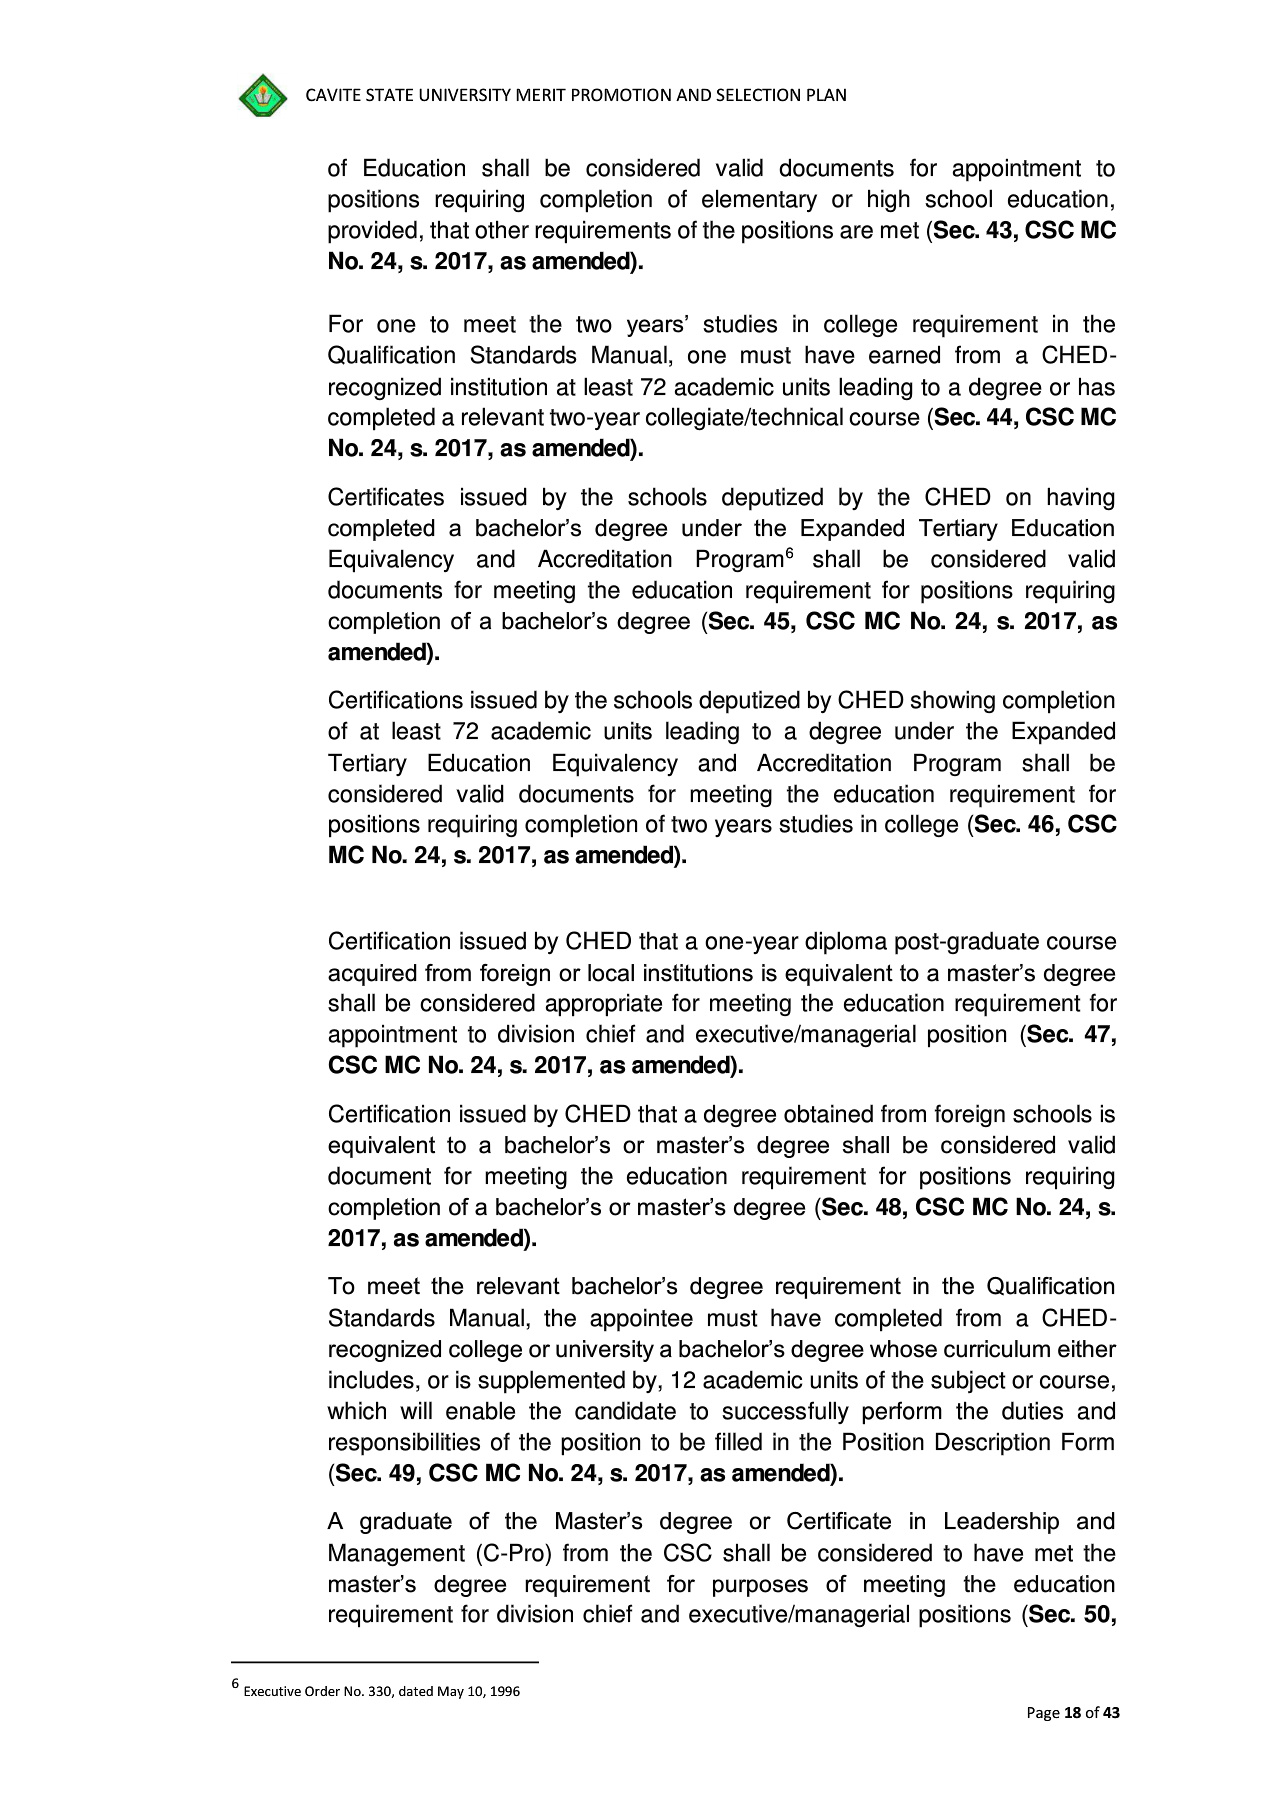 CAVITE STATE UNIVERSITY MERIT PROMOTION AND SELECTION PLAN
of Education shall be considered valid documents for appointment to
positions requiring completion of elementary or high school education,
provided, that other requirements of the positions are met (Sec. 43, CSC MC
No. 24, s. 2017, as amended).
For one to meet the two years’ studies in college requirement in the
Qualification Standards Manual, one must have earned from a CHED-
recognized institution at least 72 academic units leading to a degree or has
completed a relevant two-year collegiate/technical course (Sec. 44, CSC MC
No. 24, s. 2017, as amended).
Certificates issued by the schools deputized by the CHED on having
completed a bachelor’s degree under the Expanded Tertiary Education
Equivalency and Accreditation Program6 shall be considered valid
documents for meeting the education requirement for positions requiring
completion of a bachelor’s degree (Sec. 45, CSC MC No. 24, s. 2017, as
amended).
Certifications issued by the schools deputized by CHED showing completion
of at least 72 academic units leading to a degree under the Expanded
Tertiary Education Equivalency and Accreditation Program shall be
considered valid documents for meeting the education requirement for
positions requiring completion of two years studies in college (Sec. 46, CSC
MC No. 24, s. 2017, as amended).
Certification issued by CHED that a one-year diploma post-graduate course
acquired from foreign or local institutions is equivalent to a master’s degree
shall be considered appropriate for meeting the education requirement for
appointment to division chief and executive/managerial position (Sec. 47,
CSC MC No. 24, s. 2017, as amended).
Certification issued by CHED that a degree obtained from foreign schools is
equivalent to a bachelor’s or master’s degree shall be considered valid
document for meeting the education requirement for positions requiring
completion of a bachelor’s or master’s degree (Sec. 48, CSC MC No. 24, s.
2017, as amended).
To meet the relevant bachelor’s degree requirement in the Qualification
Standards Manual, the appointee must have completed from a CHED-
recognized college or university a bachelor’s degree whose curriculum either
includes, or is supplemented by, 12 academic units of the subject or course,
which will enable the candidate to successfully perform the duties and
responsibilities of the position to be filled in the Position Description Form
(Sec. 49, CSC MC No. 24, s. 2017, as amended).
A graduate of the Master’s degree or Certificate in Leadership and
Management (C-Pro) from the CSC shall be considered to have met the
master’s degree requirement for purposes of meeting the education
requirement for division chief and executive/managerial positions (Sec. 50,
6 Executive Order No. 330, dated May 10, 1996
Page 18 of 43